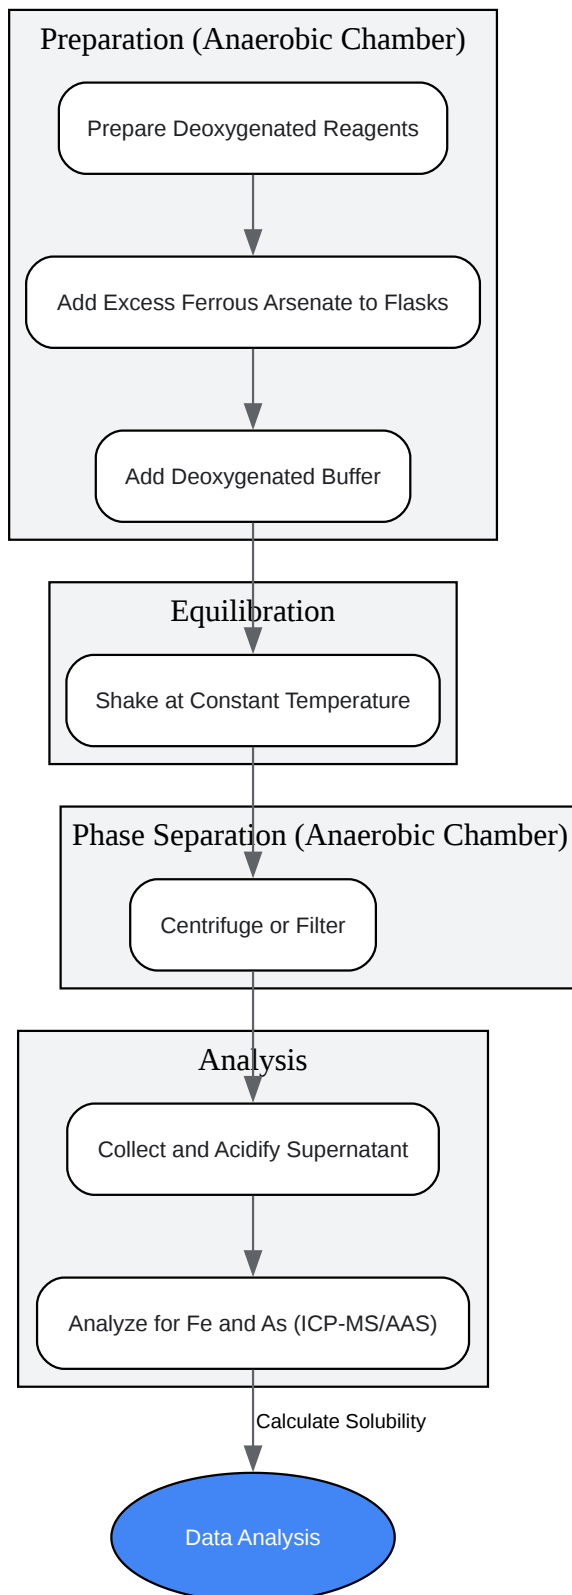 Preparation (Anaerobic Chamber)
Prepare Deoxygenated Reagents
Add Excess Ferrous Arsenate to Flasks
Add Deoxygenated Buffer
Equilibration
Shake at Constant Temperature
Phase Separation (Anaerobic Chamber)
Centrifuge or Filter
Analysis
Collect and Acidify Supernatant
Analyze for Fe and As (ICP-MS/AAS)
Calculate Solubility
Data Analysis